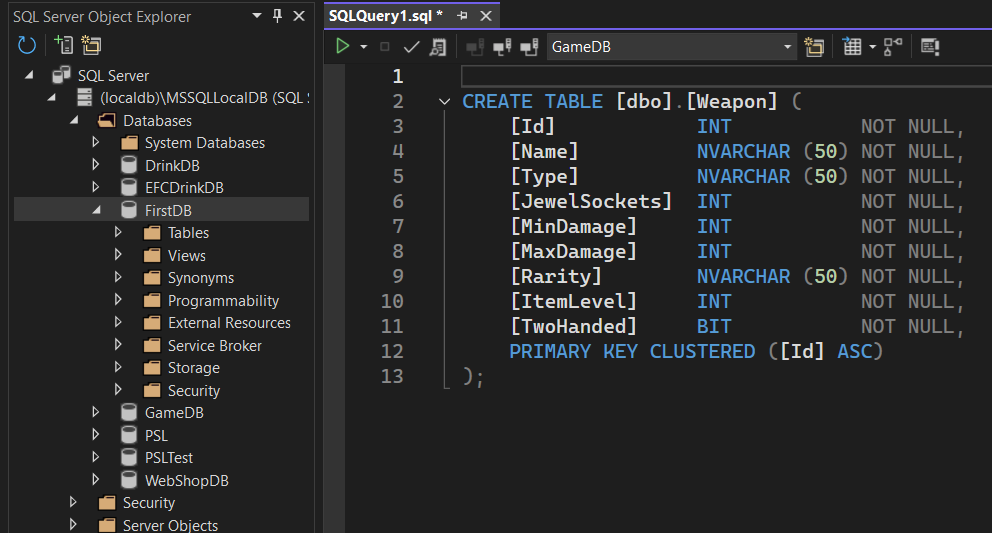 SQL Server Object Explorer
SQL Server
(localdb)\MSSQLLocalDB (SQL S
Databases
System Databases
DrinkDB
EFCDrinkDB
FirstDB
Tables
Views
Synonyms
Programmability
External Resources
Service Broker
Storage
Security
GameDB
PSL
PSLTest
WebShopDB
Security
Server Objects
SQLQuery1.sql *
GameDB
1
2 CREATE TABLE [dbo].[Weapon] (
3 [Id] INT NOT NULL,
4 [Name] NVARCHAR (50) NOT NULL,
5 [Type] NVARCHAR (50) NOT NULL,
6 [JewelSockets] INT NOT NULL,
7 [MinDamage] INT NOT NULL,
8 [MaxDamage] INT NOT NULL,
9 [Rarity] NVARCHAR (50) NOT NULL,
10 [ItemLevel] INT NOT NULL,
11 [TwoHanded] BIT NOT NULL,
12 PRIMARY KEY CLUSTERED ([Id] ASC)
13 );